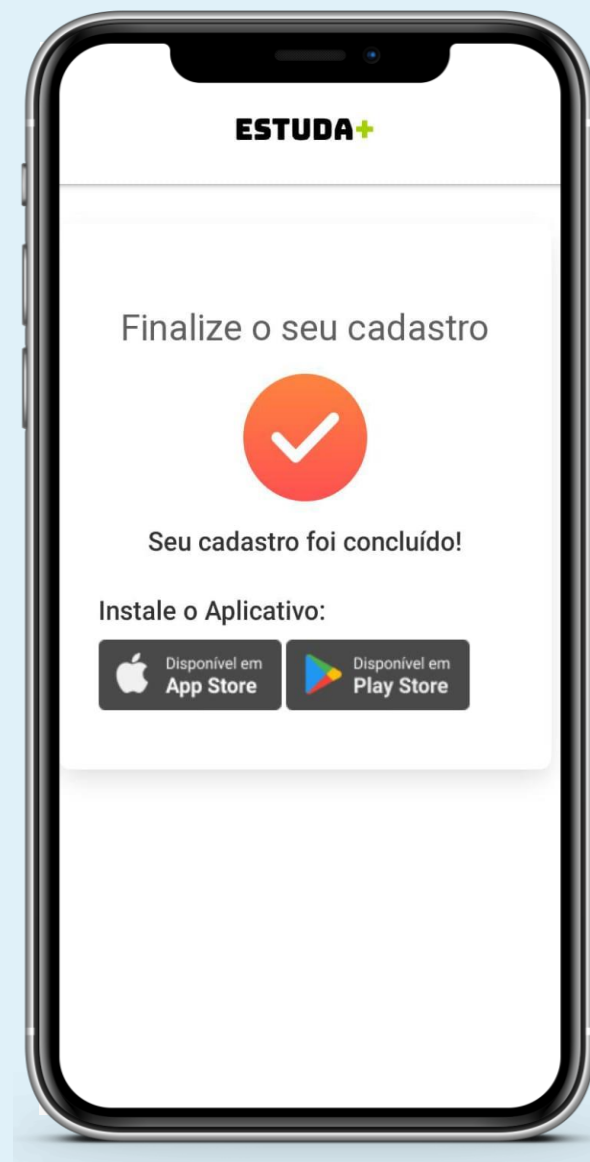 ESTUDA+
Finalize o seu cadastro
Seu cadastro foi concluído!
Instale o Aplicativo:
Disponível em
App Store
Disponível em
Play Store